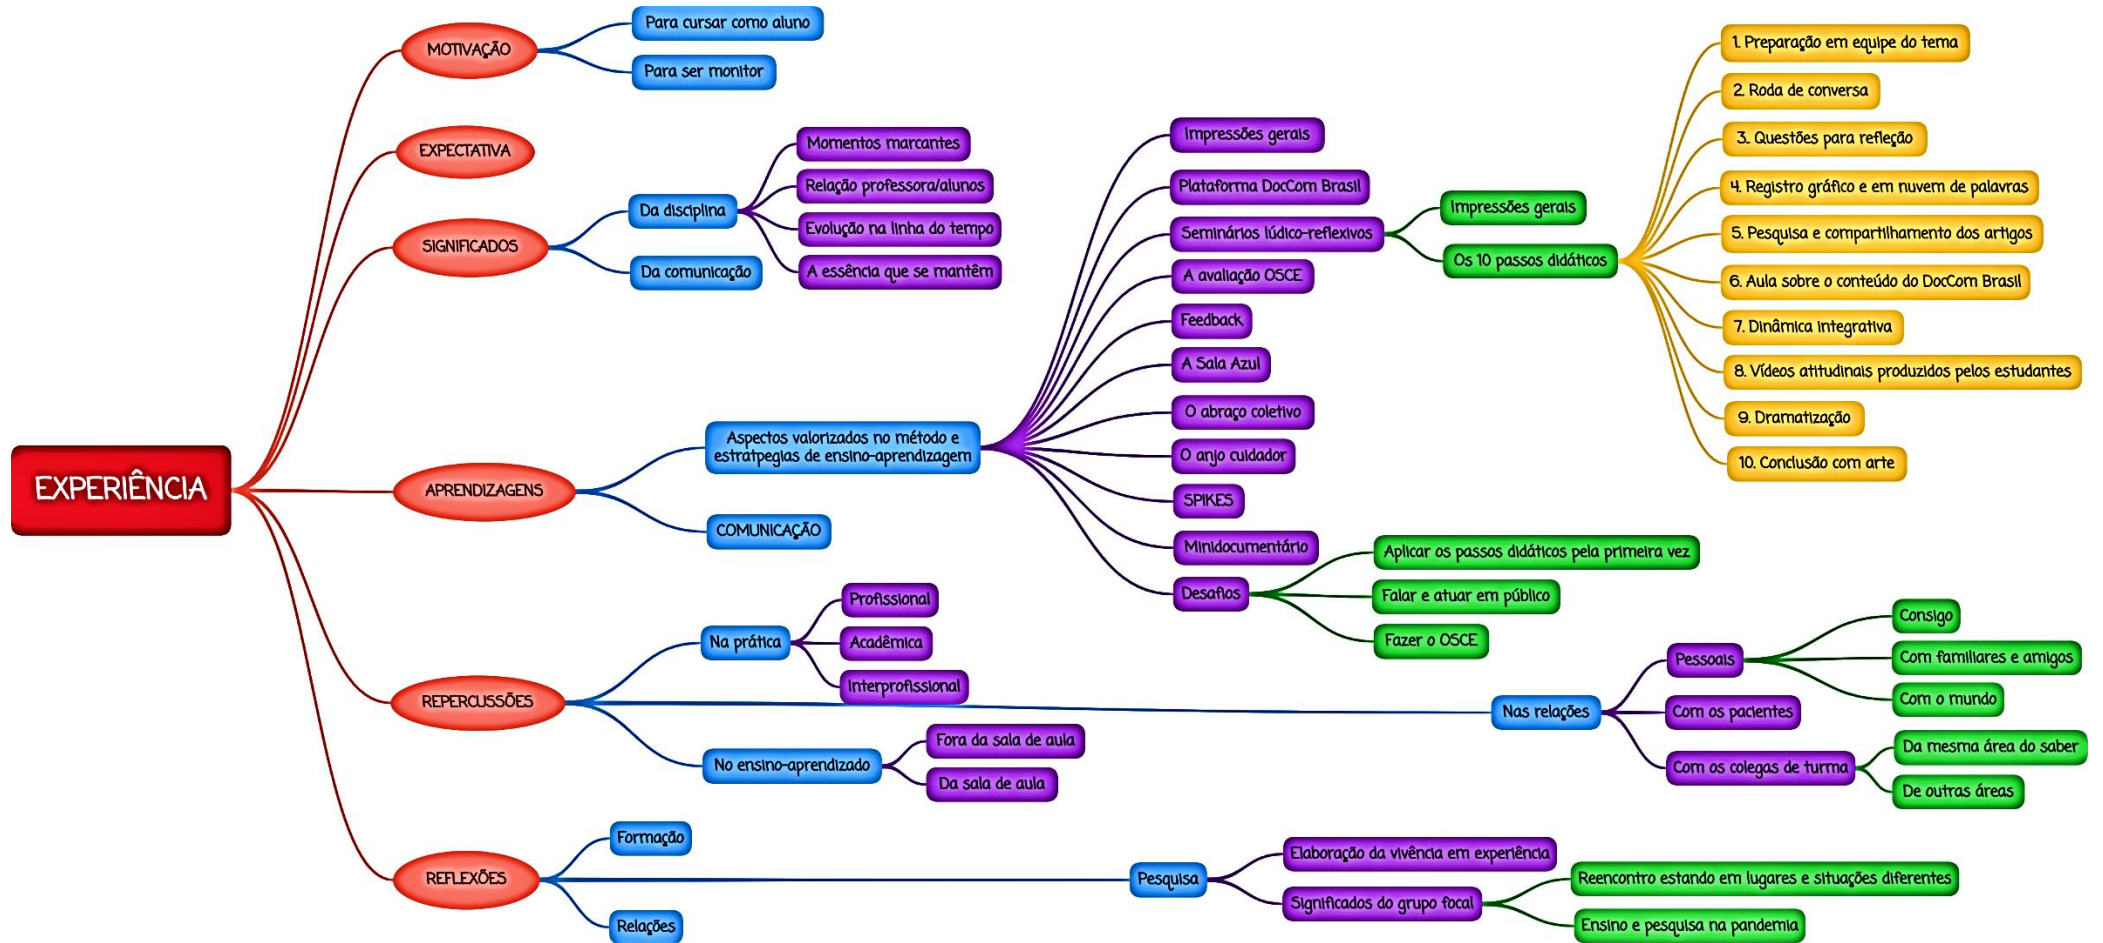 EXPERIÊNCIA
MOTIVAÇÃO
Para cursar como aluno
Para ser monitor
EXPECTATIVA
SIGNIFICADOS
Da disciplina
Momentos marcantes
Relação professora/alunos
Evolução na linha do tempo
A essência que se mantêm
Da comunicação
APRENDIZAGENS
Aspectos valorizados no método e
estratpegias de ensino-aprendizagem
Impressões gerais
Plataforma DocCom Brasil
Seminários lúdico-reflexivos
Impressões gerais
Os 10 passos didáticos
1. Preparação em equipe do tema
2. Roda de conversa
3.. Questões para refleção
4. Registro gráfico e em nuvem de palavras
5. Pesquisa e compartilhamento dos artigos
6. Aula sobre o conteúdo do DocCom Brasil
7. Dinâmica integrativa
8. Vídeos atitudinais produzidos pelos estudantes
9. Dramatização
10. Conclusão com arte
A avaliação OSCE
Feedback
A Sala Azul
O abraço coletivo
O anjo cuidador
SPIKES
Minidocumentário
Desafios
Aplicar os passos didáticos pela primeira vez
Falar e atuar em público
Fazer o OSCE
COMUNICAÇÃO
REPERCUSSÕES
Na prática
Profissional
Acadêmica
Interprofissional
Nas relações
Pessoais
Consigo
Com familiares e amigos
Com o mundo
Com os pacientes
Com os colegas de turma
Da mesma área do saber
De outras áreas
No ensino-aprendizado
Fora da sala de aula
Da sala de aula
REFLEXÕES
Formação
Pesquisa
Elaboração da vivência em experiência
Significados do grupo focal
Reencontro estando em lugares e situações diferentes
Ensino e pesquisa na pandemia
Relações